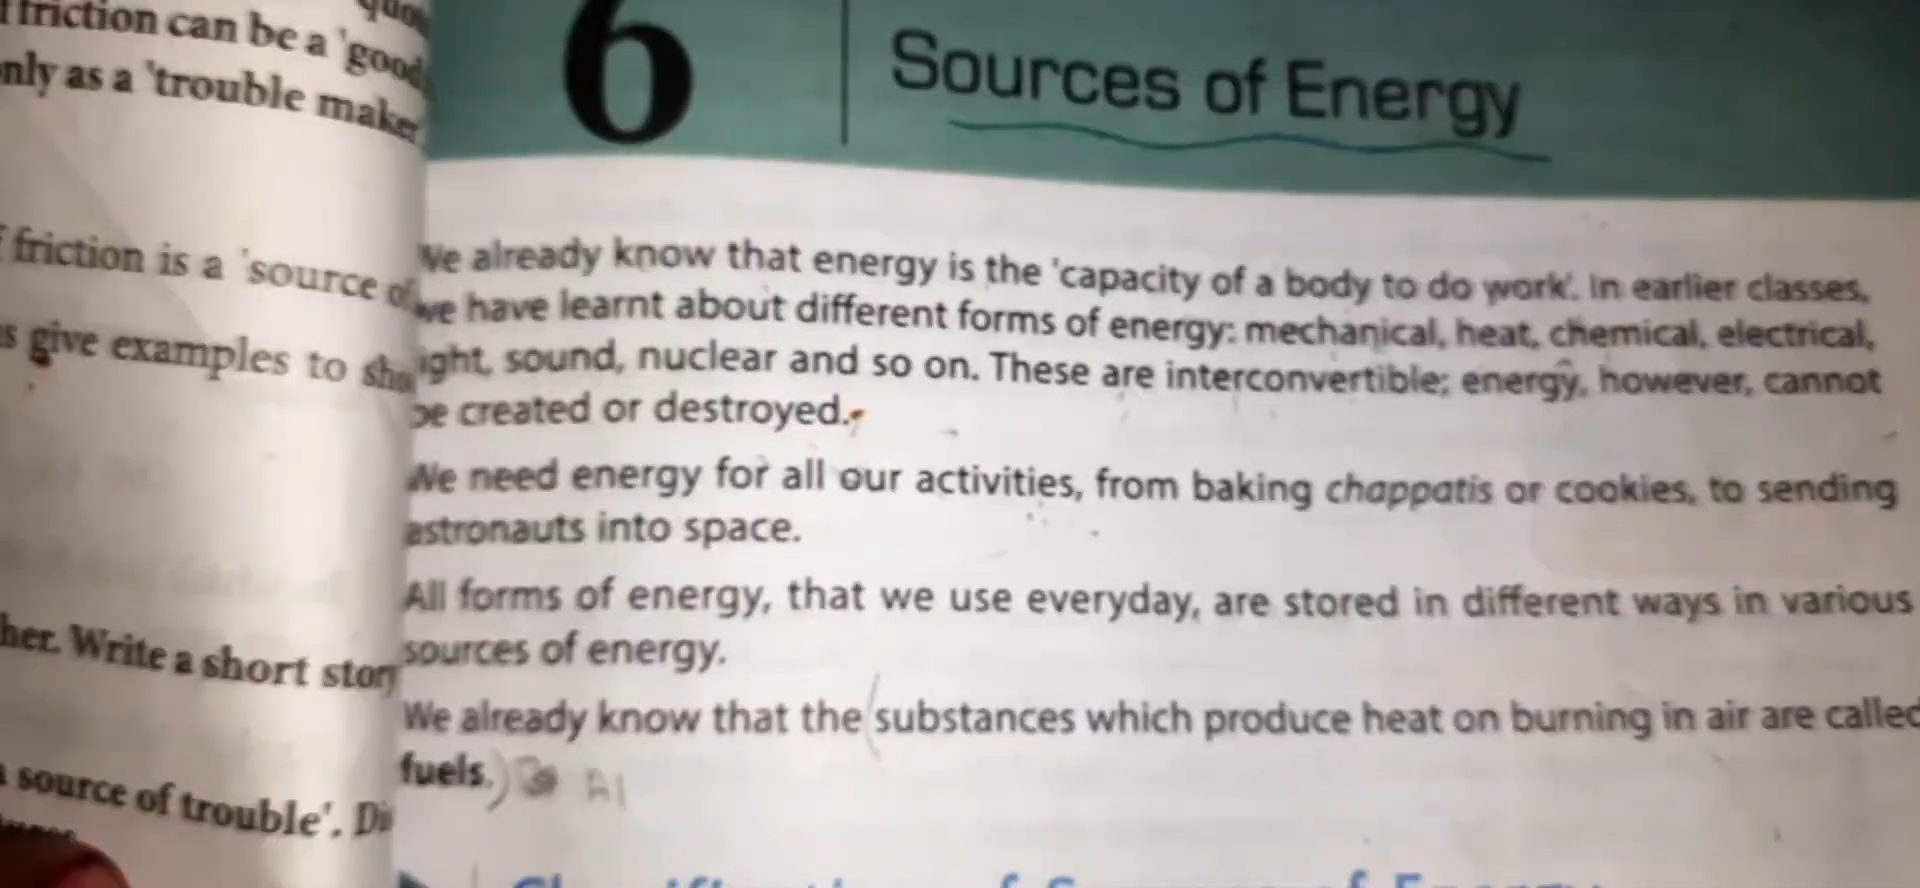 friction can be a 'good
only as a 'trouble maker
friction is a 'source of
give examples to
her. Write a short story
source of trouble'.
6
Sources of Energy
We already know that energy is the 'capacity of a body to do work'. In earlier classes,
we have learnt about different forms of energy: mechanical, heat, chemical, electrical,
light, sound, nuclear and so on. These are interconvertible; energy, however, cannot
be created or destroyed.
We need energy for all our activities, from baking chappatis or cookies, to sending
astronauts into space.
All forms of energy, that we use everyday, are stored in different ways in various
sources of energy.
We already know that the substances which produce heat on burning in air are called
fuels.) A1